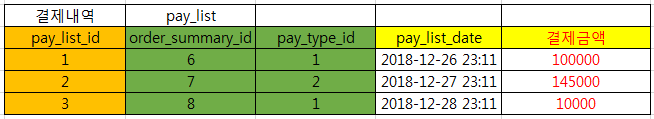 결제내역 pay_list
pay_list_id order_summary_id pay_type_id pay_list_date 결제금액
1 6 1 2018-12-26 23:11 100000
2 7 2 2018-12-27 23:11 145000
3 8 1 2018-12-28 23:11 10000